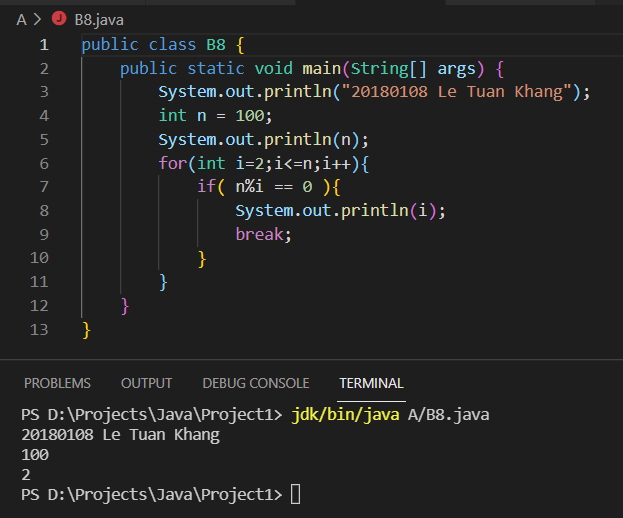 A > B8.java
1 public class B8 {
2     public static void main(String[] args) {
3         System.out.println("20180108 Le Tuan Khang");
4         int n = 100;
5         System.out.println(n);
6         for(int i=2;i<=n;i++){
7             if( n%i == 0 ){
8                 System.out.println(i);
9                 break;
10             }
11         }
12     }
13 }
PROBLEMS OUTPUT DEBUG CONSOLE TERMINAL
PS D:\Projects\Java\Project1> jdk/bin/java A/B8.java
20180108 Le Tuan Khang
100
2
PS D:\Projects\Java\Project1>